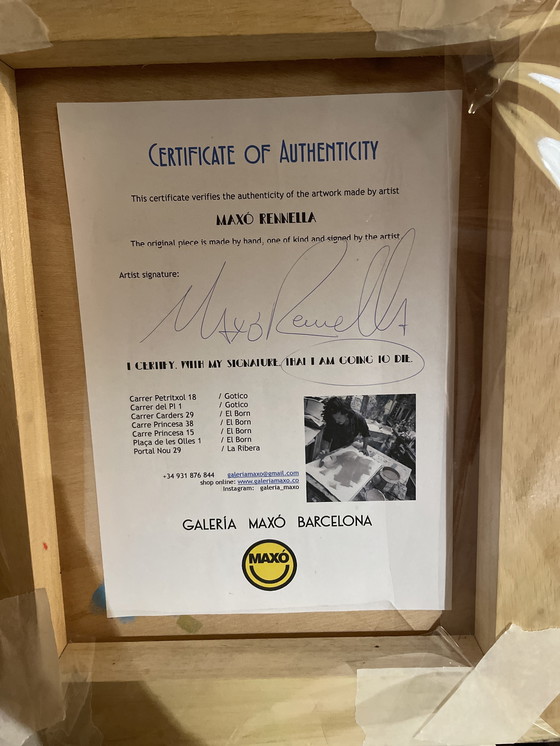 CERTIFICATE OF AUTHENTICITY
This certificate verifies the authenticity of the artwork made by artist
MAXÓ RENNELLA
The original piece is made by hand, one of kind and signed by the artist
Artist signature:
Maxó Rennella
I CERTIFY, WITH MY SIGNATURE, THAT I AM GOING TO DIE.
Carrer Petritxol 18 / Gotico
Carrer del Pi 1 / Gotico
Carrer Carders 29 / El Born
Carre Princesa 38 / El Born
Carre Princesa 15 / El Born
Plaça de les Olles 1 / El Born
Portal Nou 29 / La Ribera
+34 931 876 844 galeriamaxo@gmail.com
shop online: www.galeriamaxo.co
Instagram: galeria_maxo
GALERÍA MAXÓ BARCELONA
MAXÓ